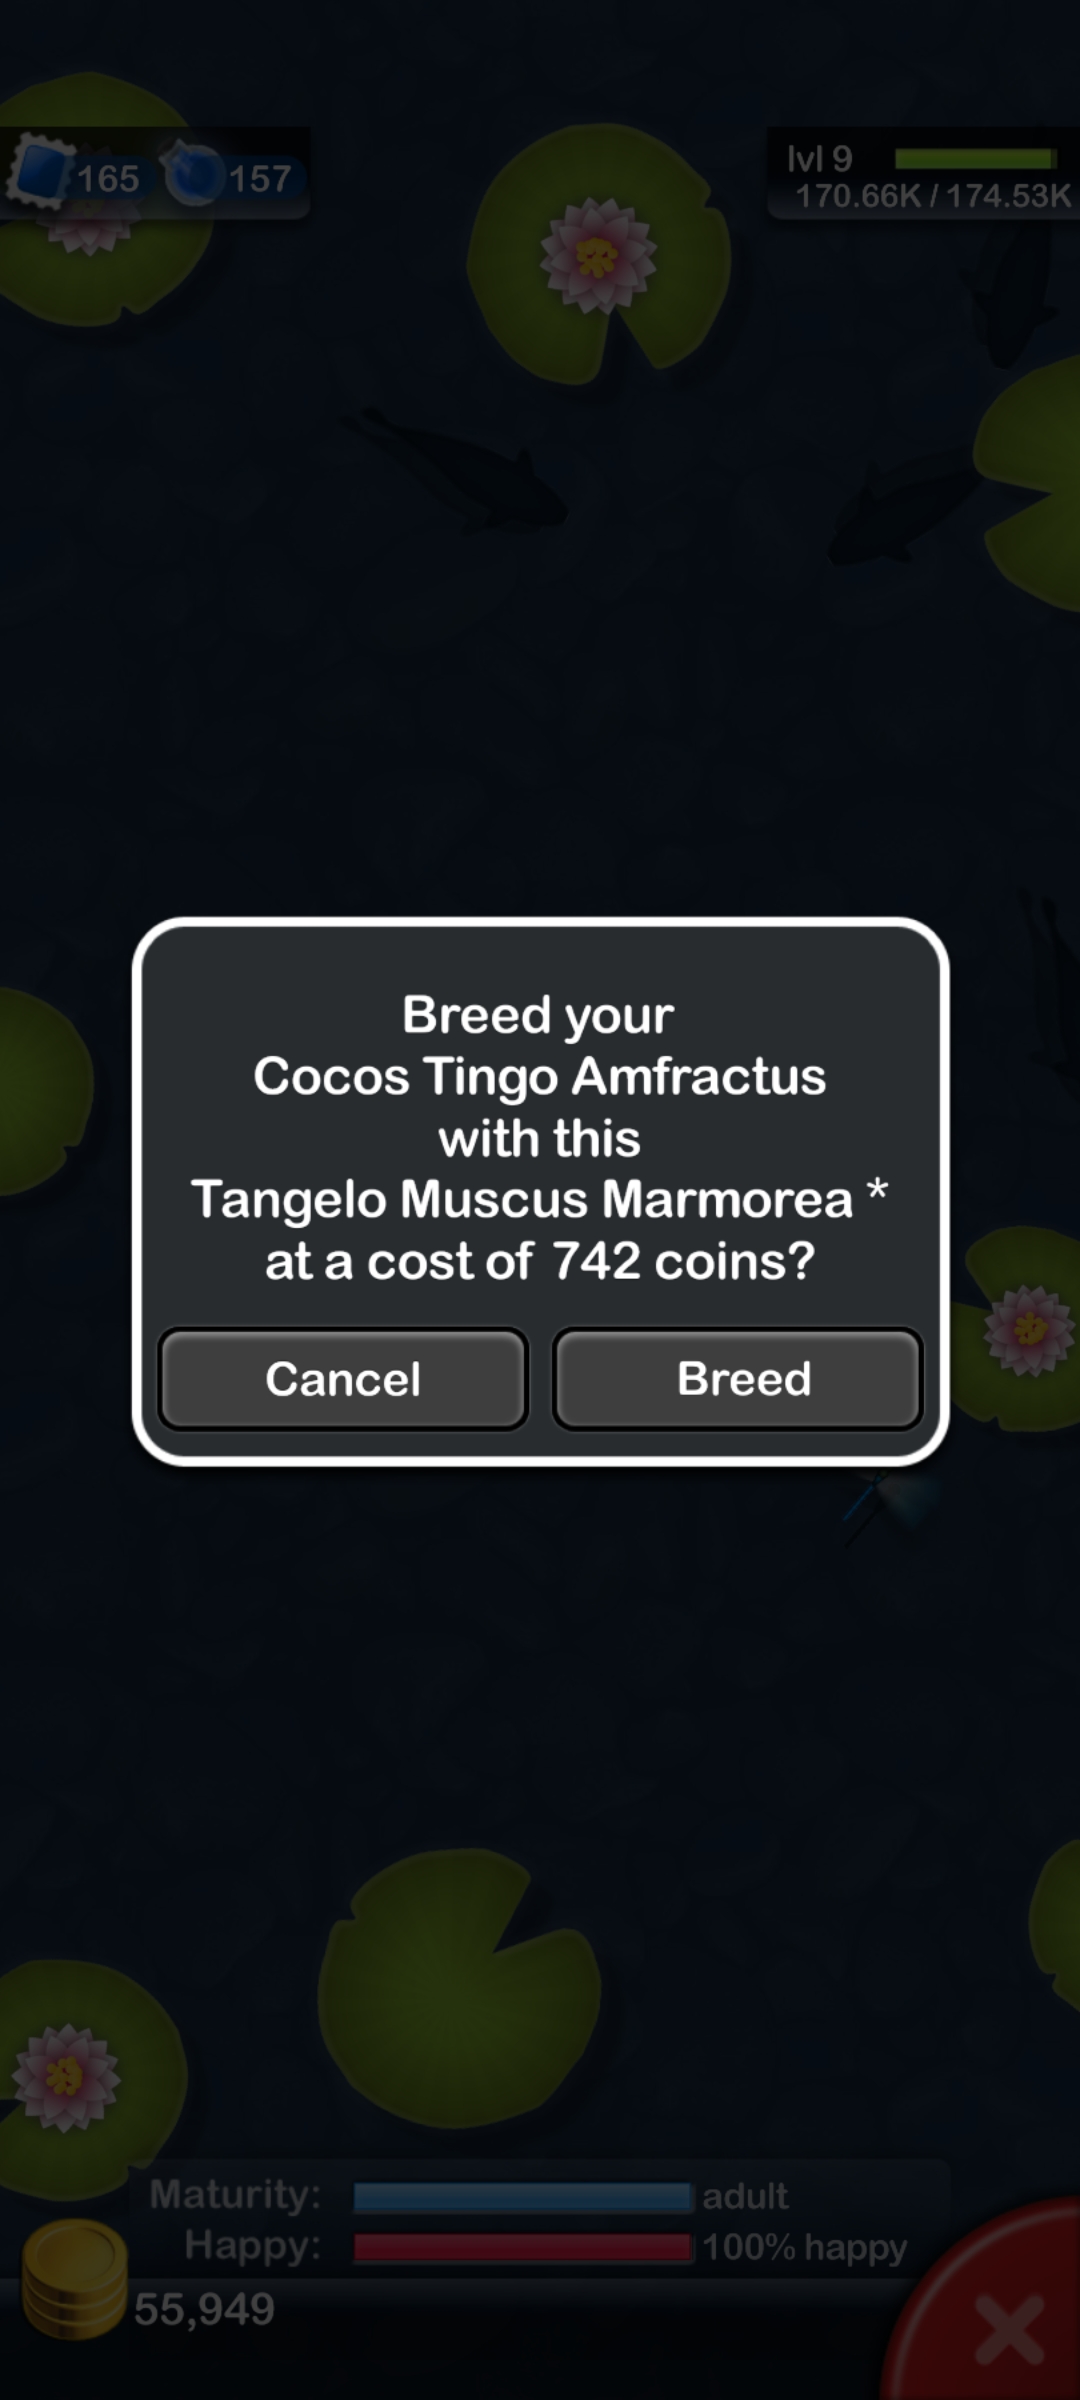 165
157
lvl 9
170.66K / 174.53K
Breed your
Cocos Tingo Amfractus
with this
Tangelo Muscus Marmorea *
at a cost of 742 coins?
Cancel
Breed
Maturity: adult
Happy: 100% happy
55,949